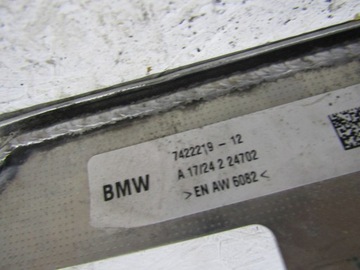 7422219 - 12
BMW
A 17/24 2 24702
>EN AW 6082<